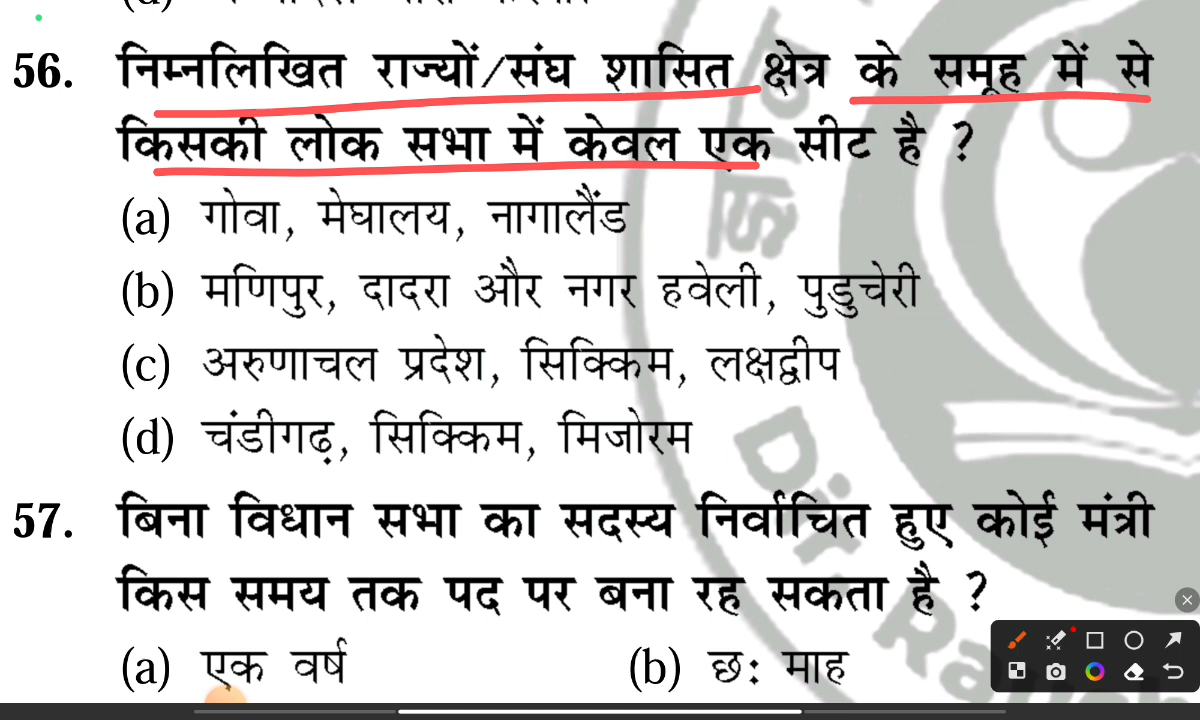 56. निम्नलिखित राज्यों/संघ शासित क्षेत्र के समूह में से
किसकी लोक सभा में केवल एक सीट है ?
(a) गोवा, मेघालय, नागालैंड
(b) मणिपुर, दादरा और नगर हवेली, पुडुचेरी
(c) अरुणाचल प्रदेश, सिक्किम, लक्षद्वीप
(d) चंडीगढ़, सिक्किम, मिजोरम
57. बिना विधान सभा का सदस्य निर्वाचित हुए कोई मंत्री
किस समय तक पद पर बना रह सकता है ?
(a) एक वर्ष (b) छः माह